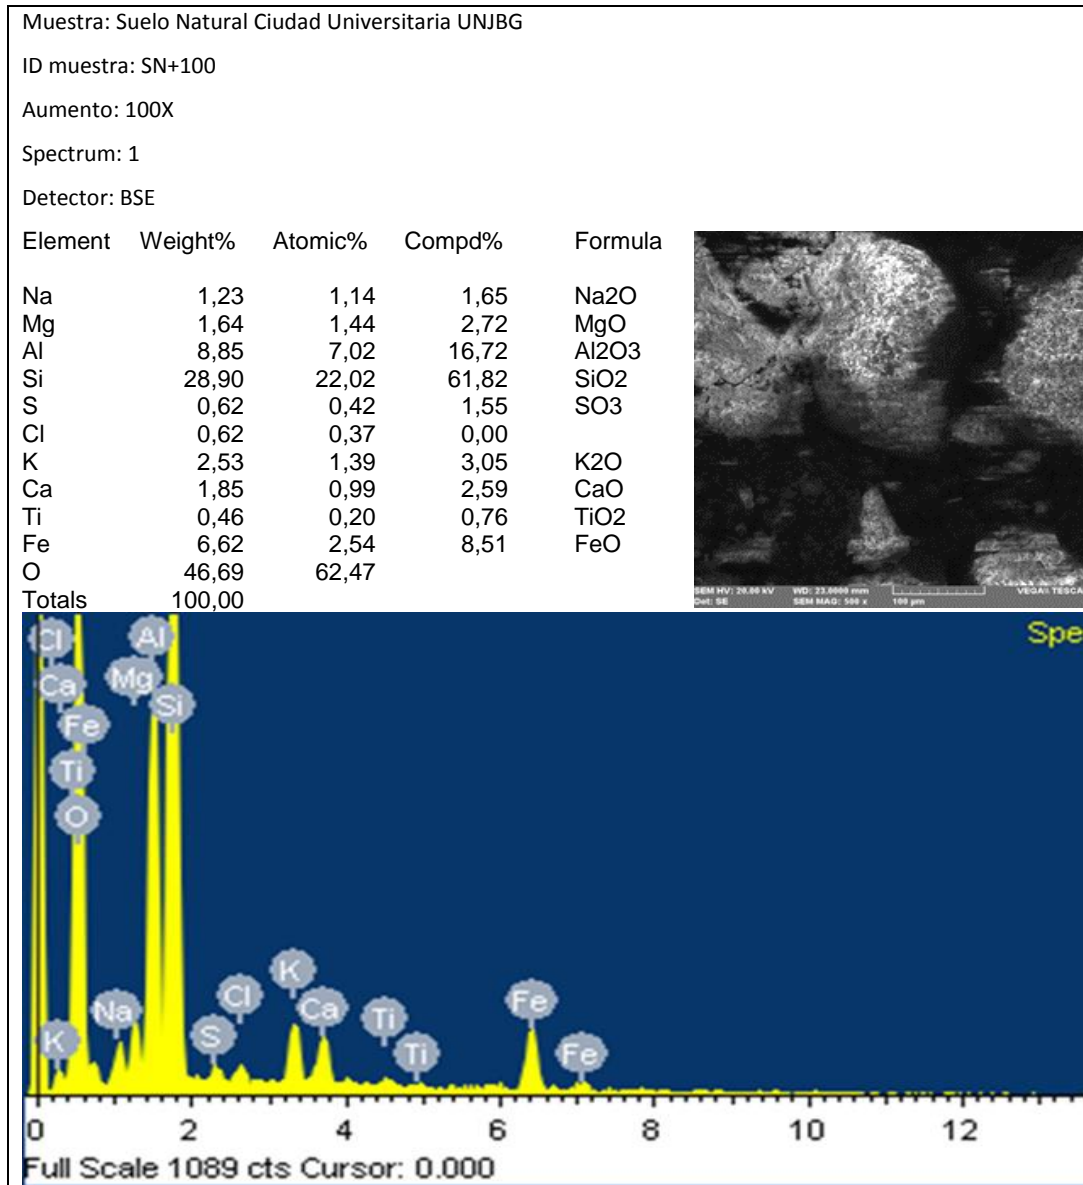 Muestra: Suelo Natural Ciudad Universitaria UNJBG
ID muestra: SN+100
Aumento: 100X
Spectrum: 1
Detector: BSE
Element Weight% Atomic% Compd% Formula
Na 1,23 1,14 1,65 Na2O
Mg 1,64 1,44 2,72 MgO
Al 8,85 7,02 16,72 Al2O3
Si 28,90 22,02 61,82 SiO2
S 0,62 0,42 1,55 SO3
Cl 0,62 0,37 0,00
K 2,53 1,39 3,05 K2O
Ca 1,85 0,99 2,59 CaO
Ti 0,46 0,20 0,76 TiO2
Fe 6,62 2,54 8,51 FeO
O 46,69 62,47
Totals 100,00
SEM HV: 20.00 kV WD: 23.0000 mm VEGA\\ TESCA
Det: SE SEM MAG: 500 x 100 µm
Spe
Cl Al
Ca Mg
Fe Si
Ti
O
K Na S Cl K Ca Ti Ti Fe Fe
0 2 4 6 8 10 12
Full Scale 1089 cts Cursor: 0.000